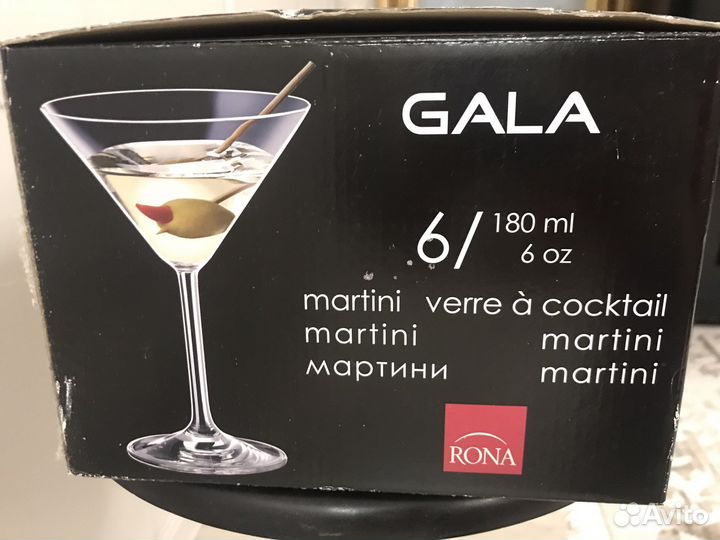 GALA
6/ 180 ml
6 oz
martini verre à cocktail
martini martini
мартини martini
RONA
Avito